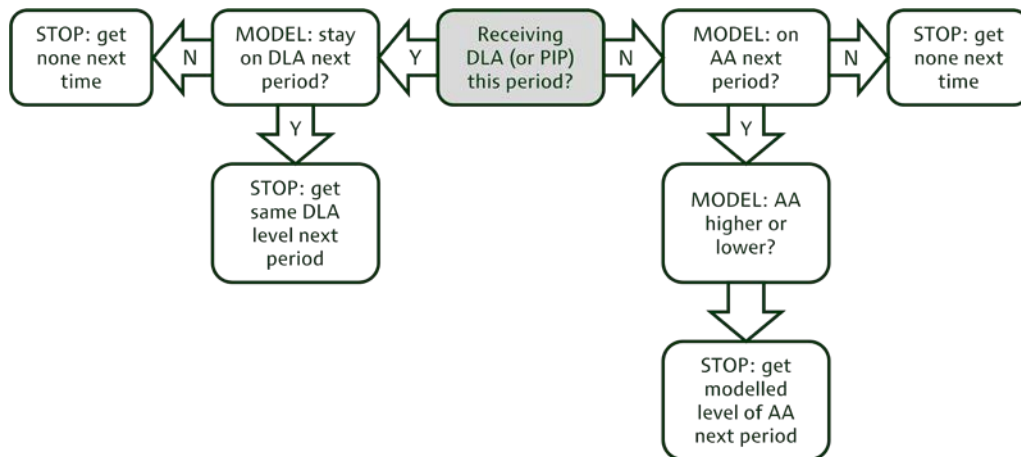 STOP: get
none next
time
N
MODEL: stay
on DLA next
period?
Y
Receiving
DLA (or PIP)
this period?
N
MODEL: on
AA next
period?
N
STOP: get
none next
time
Y
STOP: get
same DLA
level next
period
Y
MODEL: AA
higher or
lower?
STOP: get
modelled
level of AA
next period